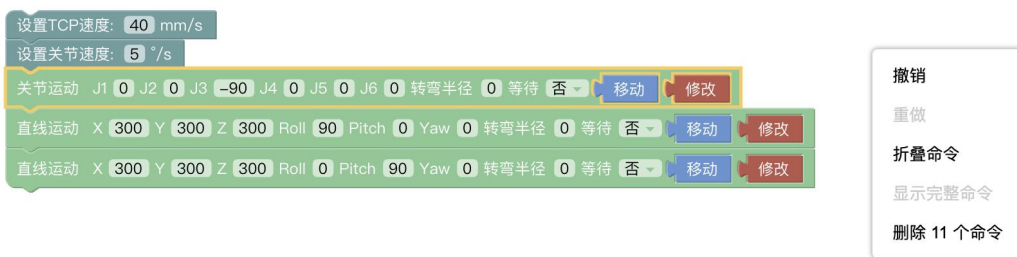 设置TCP速度: 40 mm/s
设置关节速度: 5 °/s
关节运动 J1 0 J2 0 J3 -90 J4 0 J5 0 J6 0 转弯半径 0 等待 否 移动 修改
直线运动 X 300 Y 300 Z 300 Roll 90 Pitch 0 Yaw 0 转弯半径 0 等待 否 移动 修改
直线运动 X 300 Y 300 Z 300 Roll 0 Pitch 90 Yaw 0 转弯半径 0 等待 否 移动 修改
撤销
重做
折叠命令
显示完整命令
删除 11 个命令